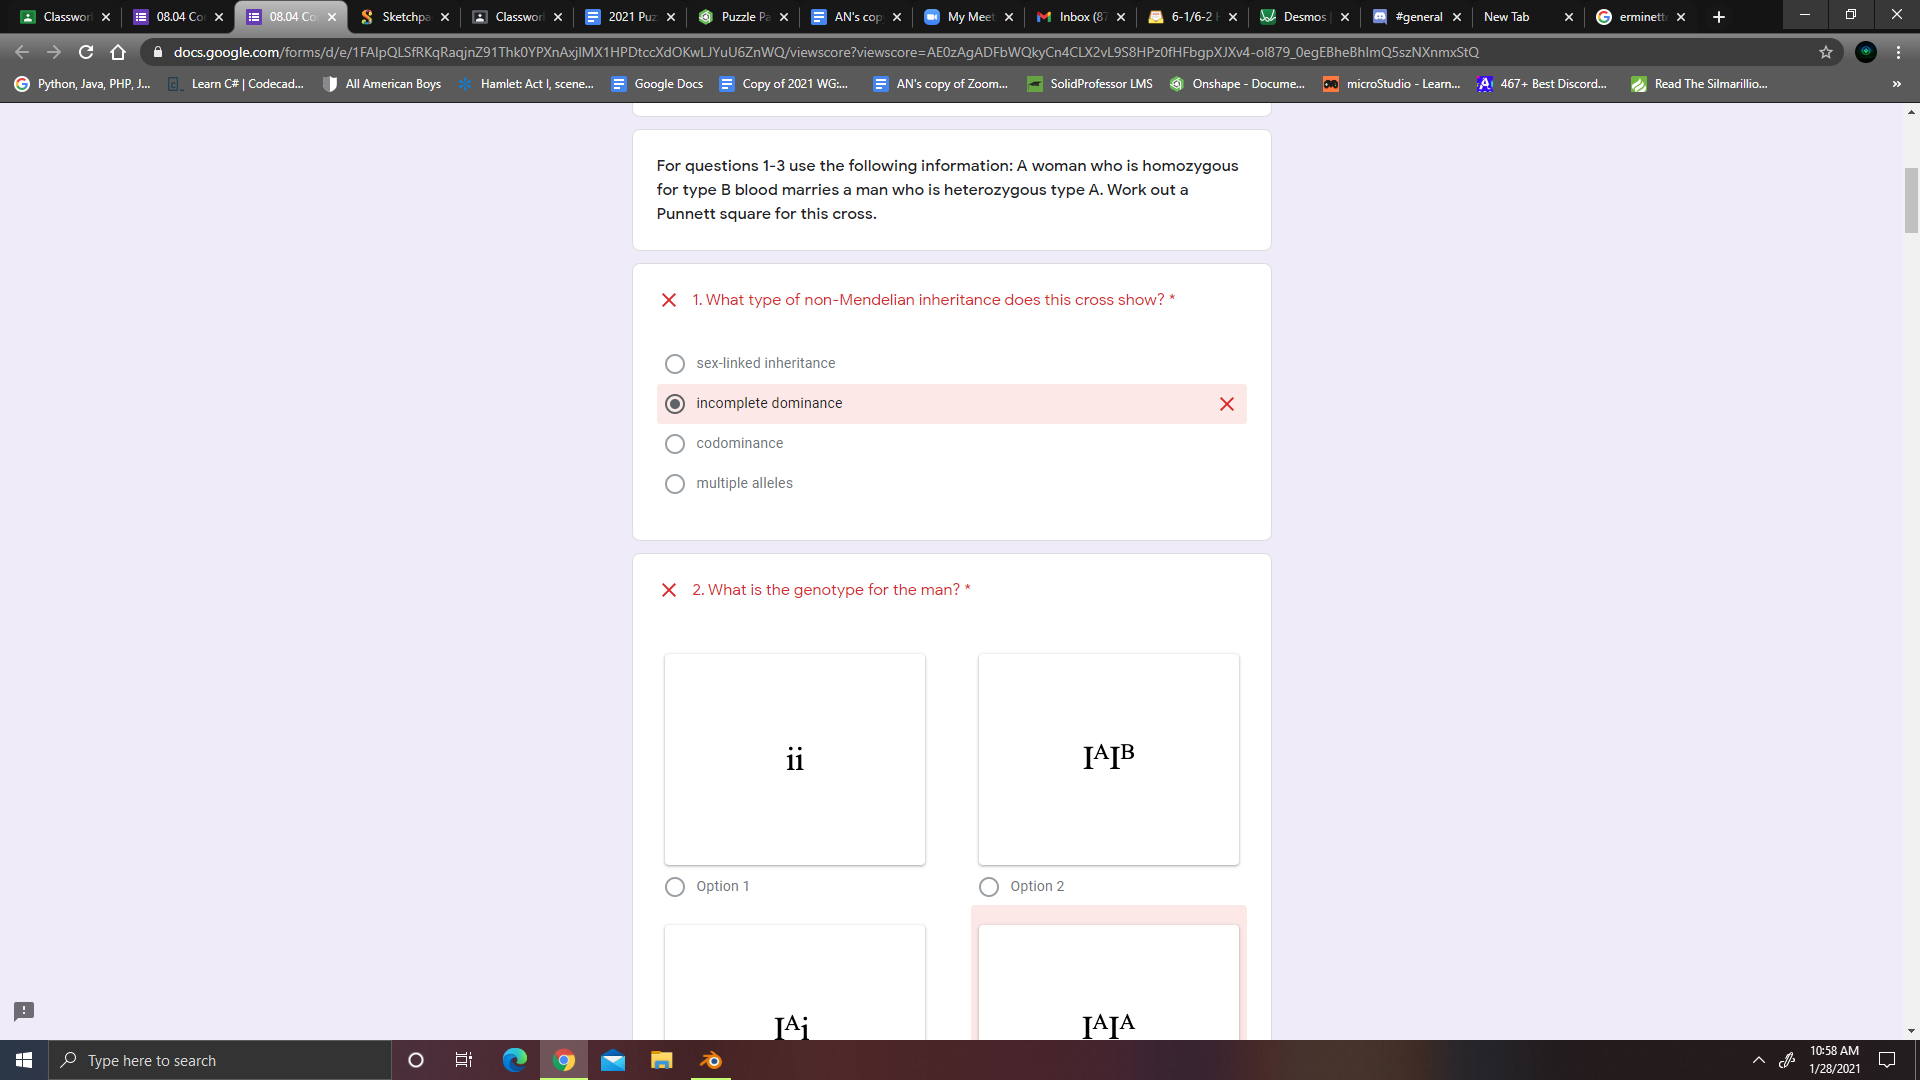 Classwor
08.04 Co
08.04 Co
Sketchpa
Classwor
2021 Puz
Puzzle Pa
AN's cop
My Meet
Inbox (87
6-1/6-2
Desmos
#general
New Tab
erminette
docs.google.com/forms/d/e/1FAIpQLSfRKqRaqjnZ91Thk0YPXnAxjlMX1HPDtccXdOKwLJYuU6ZnWQ/viewscore?viewscore=AE0zAgADFbWQkyCn4CLX2vL9S8HPz0fHFbgpXJXv4-ol879_0egEBheBhImQ5szNXnmxStQ
Python, Java, PHP, J...
Learn C# | Codecad...
All American Boys
Hamlet: Act I, scene...
Google Docs
Copy of 2021 WG:...
AN's copy of Zoom...
SolidProfessor LMS
Onshape - Docume...
microStudio - Learn...
467+ Best Discord...
Read The Silmarillio...
»
For questions 1-3 use the following information: A woman who is homozygous
for type B blood marries a man who is heterozygous type A. Work out a
Punnett square for this cross.
1. What type of non-Mendelian inheritance does this cross show? *
sex-linked inheritance
incomplete dominance
codominance
multiple alleles
2. What is the genotype for the man? *
ii
IᴬIᴮ
Option 1
Option 2
Iᴬi
IᴬIᴬ
Type here to search
10:58 AM
1/28/2021